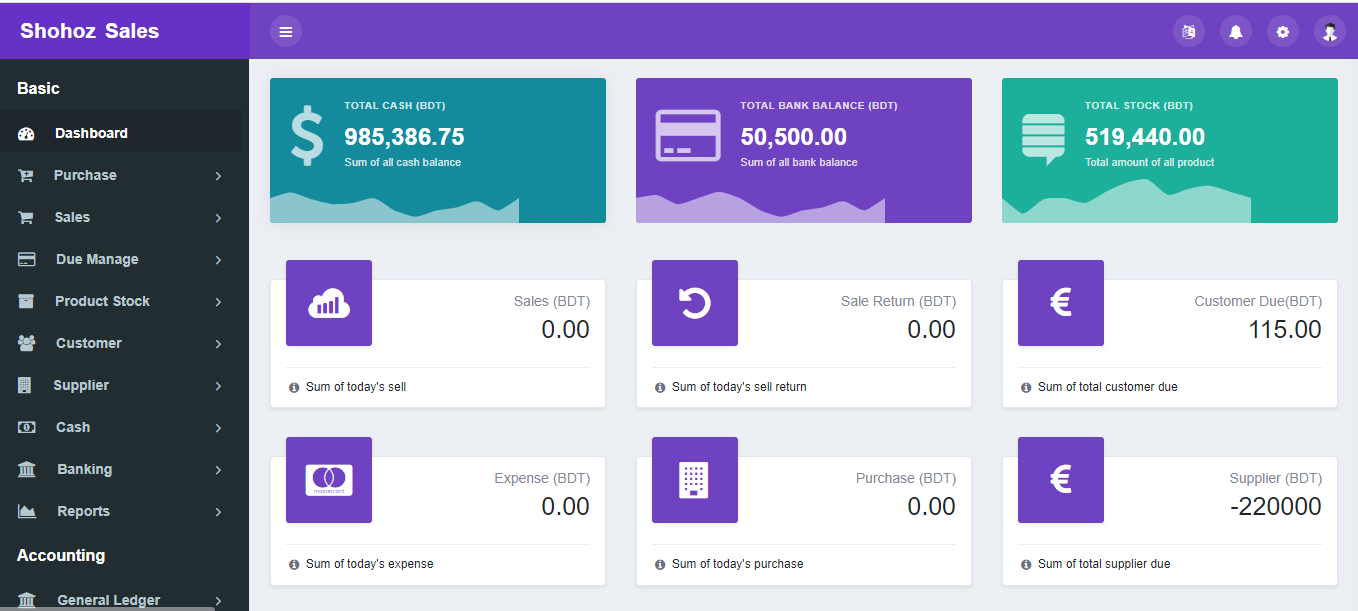 Shohoz Sales
Basic
Dashboard
Purchase
Sales
Due Manage
Product Stock
Customer
Supplier
Cash
Banking
Reports
Accounting
General Ledger
TOTAL CASH (BDT)
985,386.75
Sum of all cash balance
TOTAL BANK BALANCE (BDT)
50,500.00
Sum of all bank balance
TOTAL STOCK (BDT)
519,440.00
Total amount of all product
Sales (BDT)
0.00
Sum of today's sell
Sale Return (BDT)
0.00
Sum of today's sell return
Customer Due(BDT)
115.00
Sum of total customer due
mastercard
Expense (BDT)
0.00
Sum of today's expense
Purchase (BDT)
0.00
Sum of today's purchase
Supplier (BDT)
-220000
Sum of total supplier due